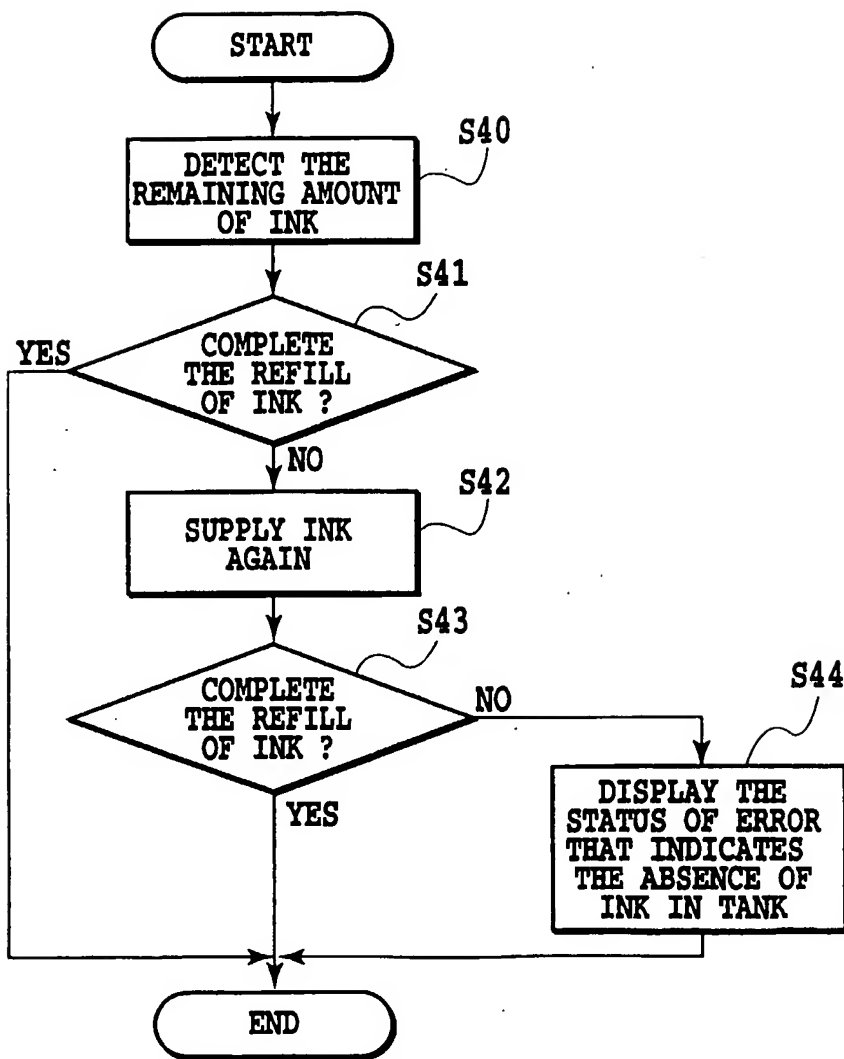 START
S40
DETECT THE
REMAINING AMOUNT
OF INK
S41
YES
COMPLETE
THE REFILL
OF INK ?
NO
S42
SUPPLY INK
AGAIN
S43
COMPLETE
THE REFILL
OF INK ?
NO
S44
YES
DISPLAY THE
STATUS OF ERROR
THAT INDICATES
THE ABSENCE OF
INK IN TANK
END